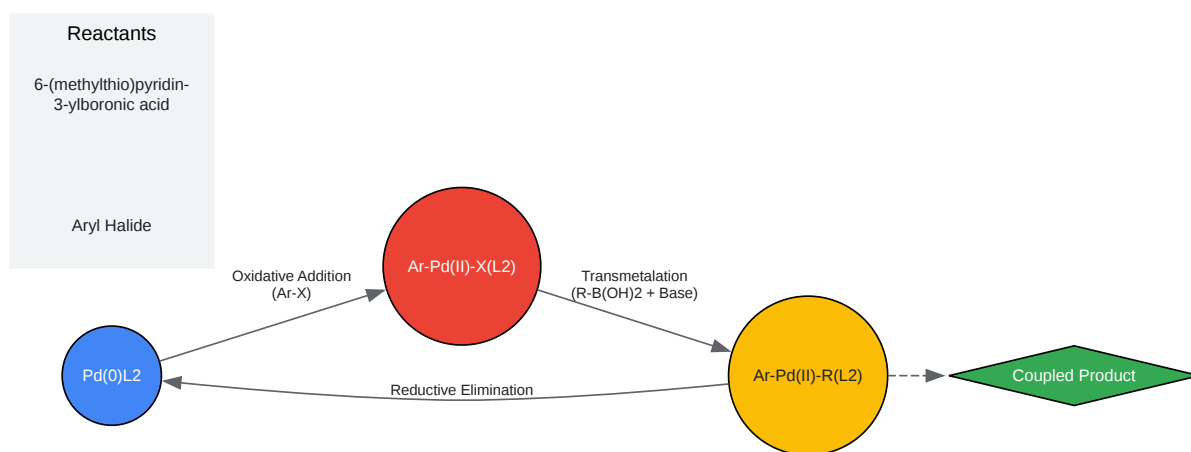 Reactants
6-(methylthio)pyridin-
3-ylboronic acid
Aryl Halide
Oxidative Addition
(Ar-X)
Ar-Pd(II)-X(L2)
Transmetalation
(R-B(OH)2 + Base)
Pd(0)L2
Reductive Elimination
Ar-Pd(II)-R(L2)
Coupled Product